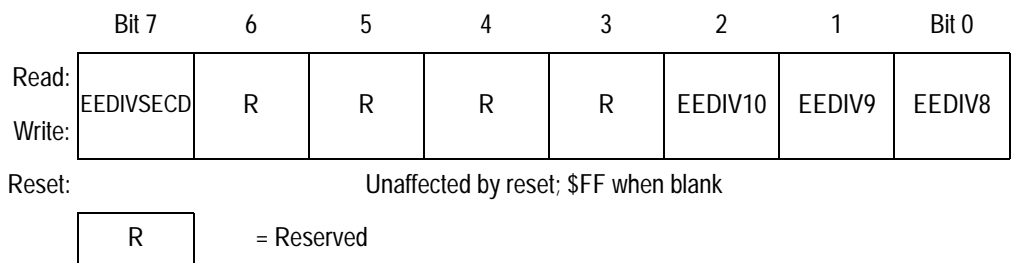 Bit 7 6 5 4 3 2 1 Bit 0
Read:
EEDIVSECD R R R R EEDIV10 EEDIV9 EEDIV8
Write:
Reset: Unaffected by reset; $FF when blank
R = Reserved